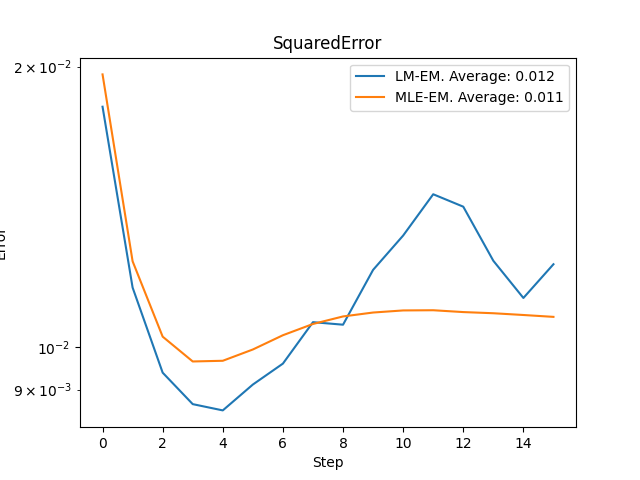 SquaredError
LM-EM. Average: 0.012
MLE-EM. Average: 0.011
2 × 10⁻²
10⁻²
9 × 10⁻³
Error
0 2 4 6 8 10 12 14
Step